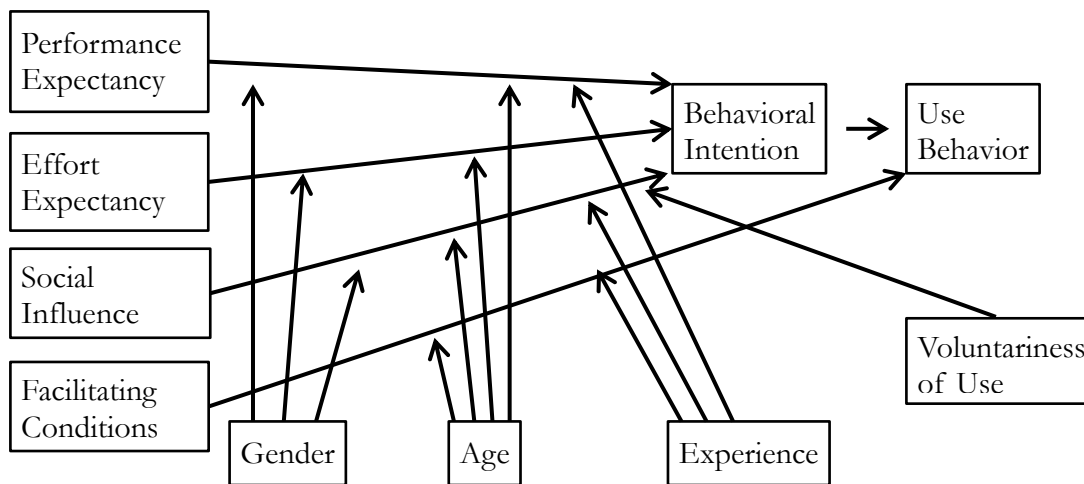 Performance
Expectancy
Effort
Expectancy
Social
Influence
Facilitating
Conditions
Behavioral
Intention
Use
Behavior
Voluntariness
of Use
Gender
Age
Experience